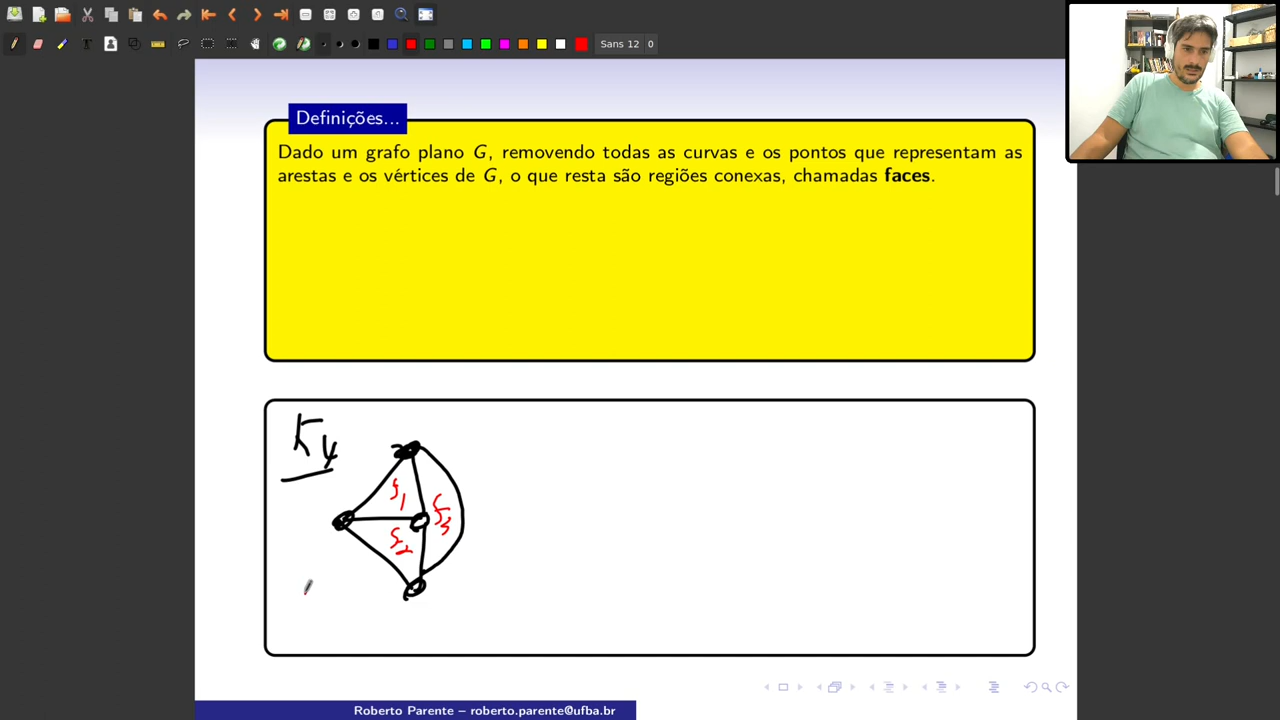 Sans 12 0
Definições...
Dado um grafo plano G, removendo todas as curvas e os pontos que representam as
arestas e os vértices de G, o que resta são regiões conexas, chamadas faces.
K4
f1
f3
f2
Roberto Parente – roberto.parente@ufba.br